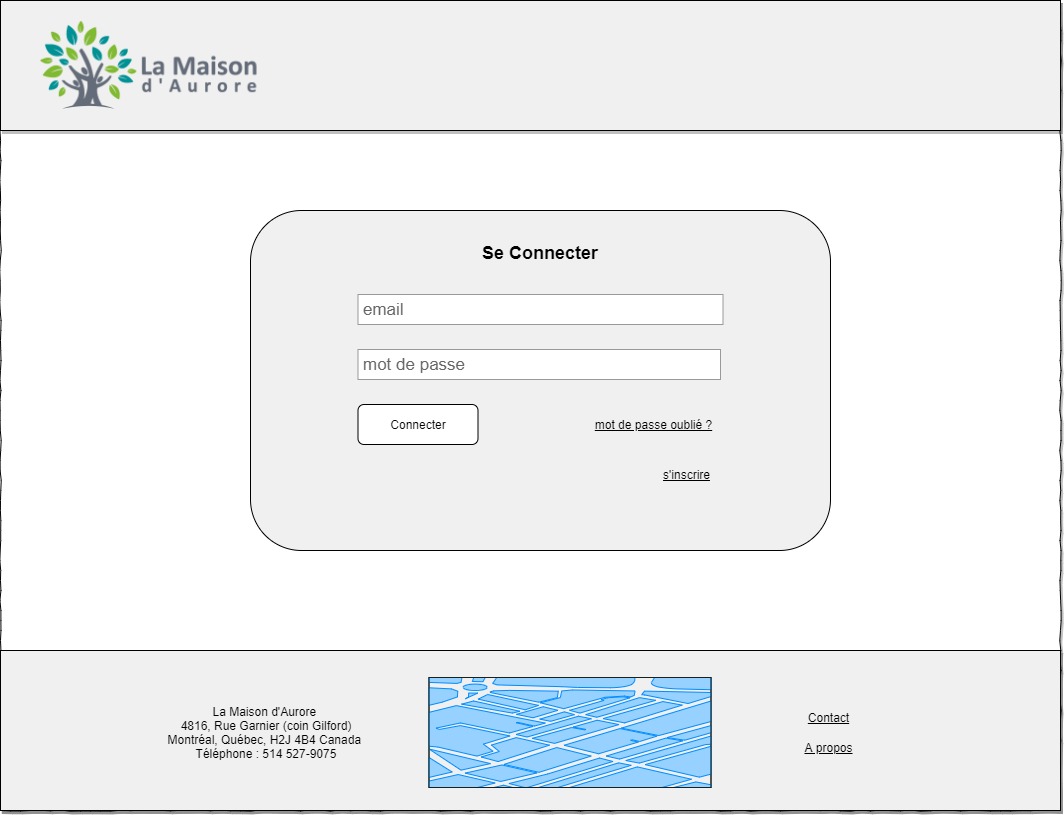 La Maison
d'Aurore
Se Connecter
email
mot de passe
Connecter
mot de passe oublié ?
s'inscrire
La Maison d'Aurore
4816, Rue Garnier (coin Gilford)
Montréal, Québec, H2J 4B4 Canada
Téléphone : 514 527-9075
Contact
A propos